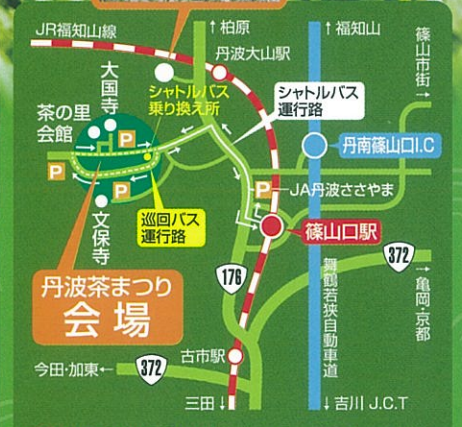 JR福知山線
↑柏原
↑福知山
丹波大山駅
篠山市街→
大国寺
シャトルバス
乗り換え所
シャトルバス
運行路
茶の里
会館
P
P
P
丹南篠山口I.C
P
JA丹波ささやま
文保寺
巡回バス
運行路
篠山口駅
丹波茶まつり
会場
176
372
舞鶴若狭自動車道
→亀岡・京都
古市駅
今田・加東←
372
三田↓
↓吉川 J.C.T